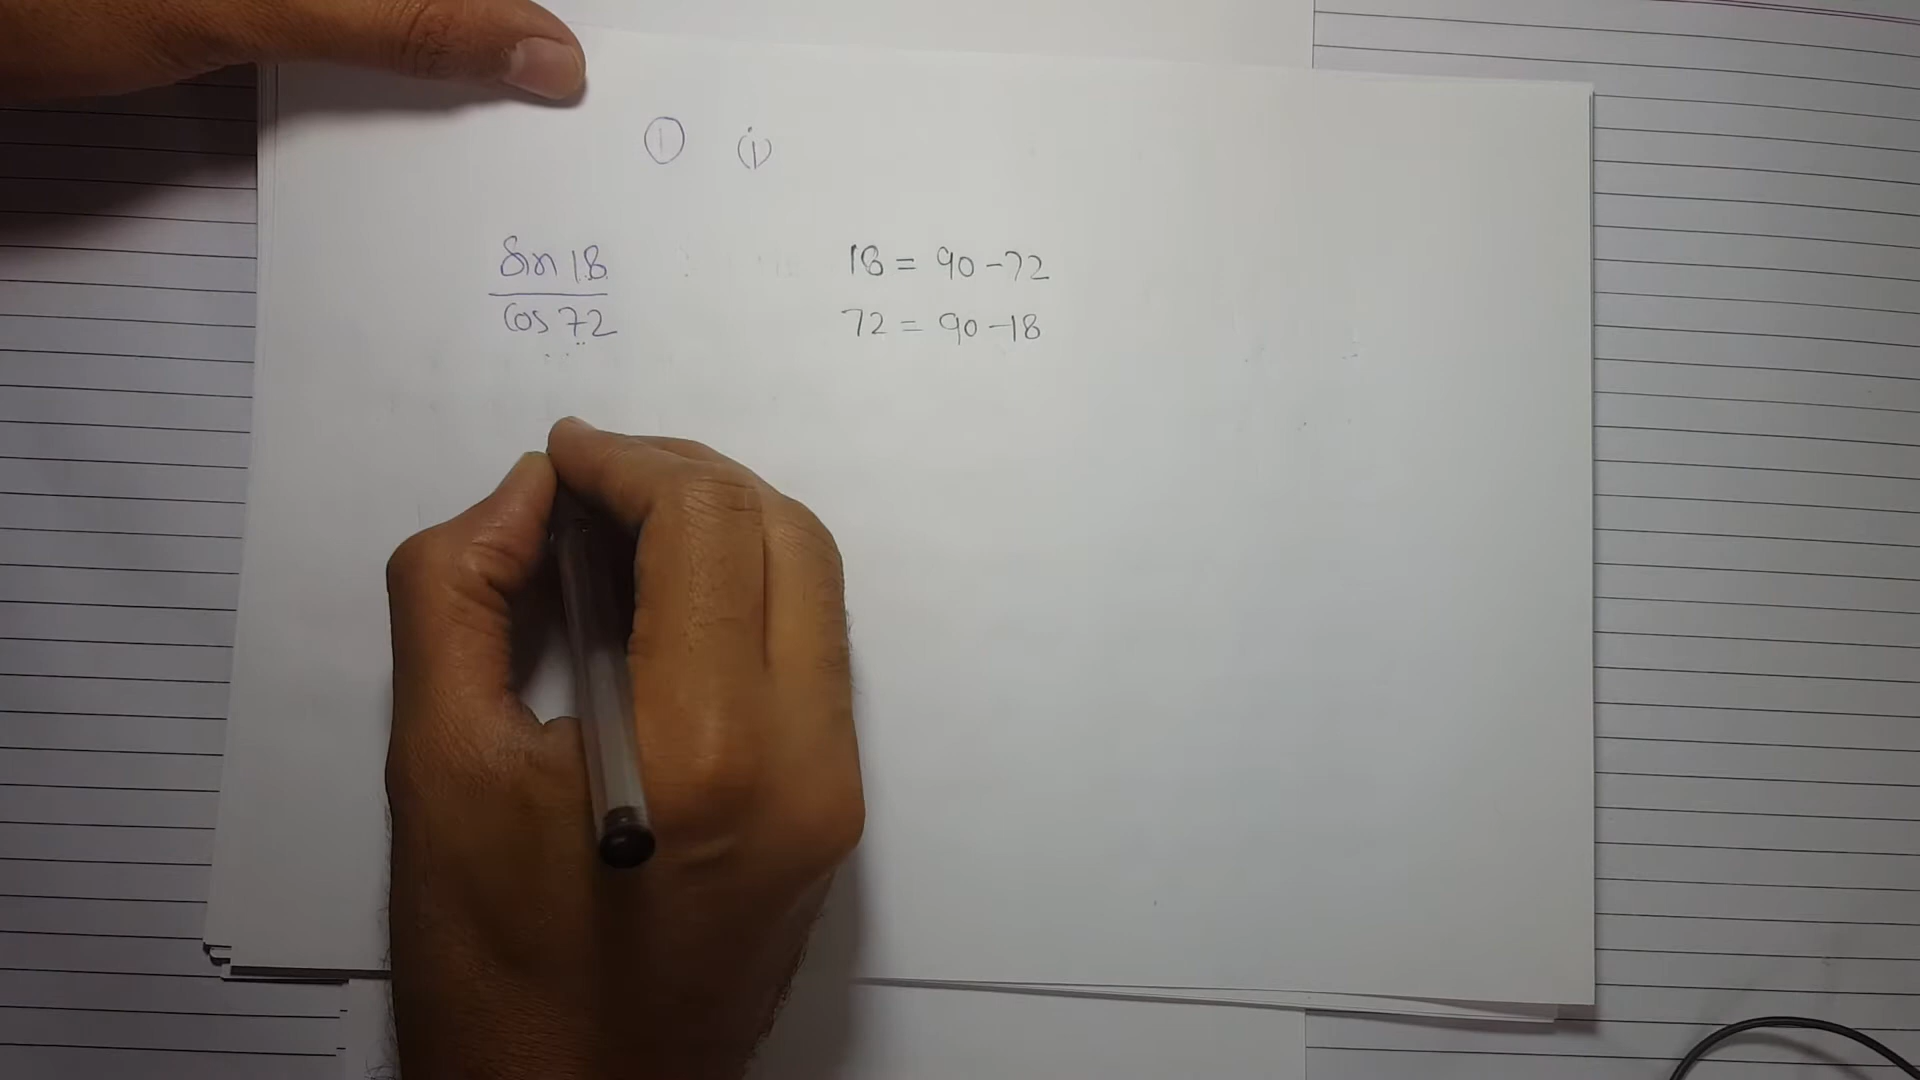 ① (i)
Sin 18 18 = 90 - 72
Cos 72 72 = 90 - 18